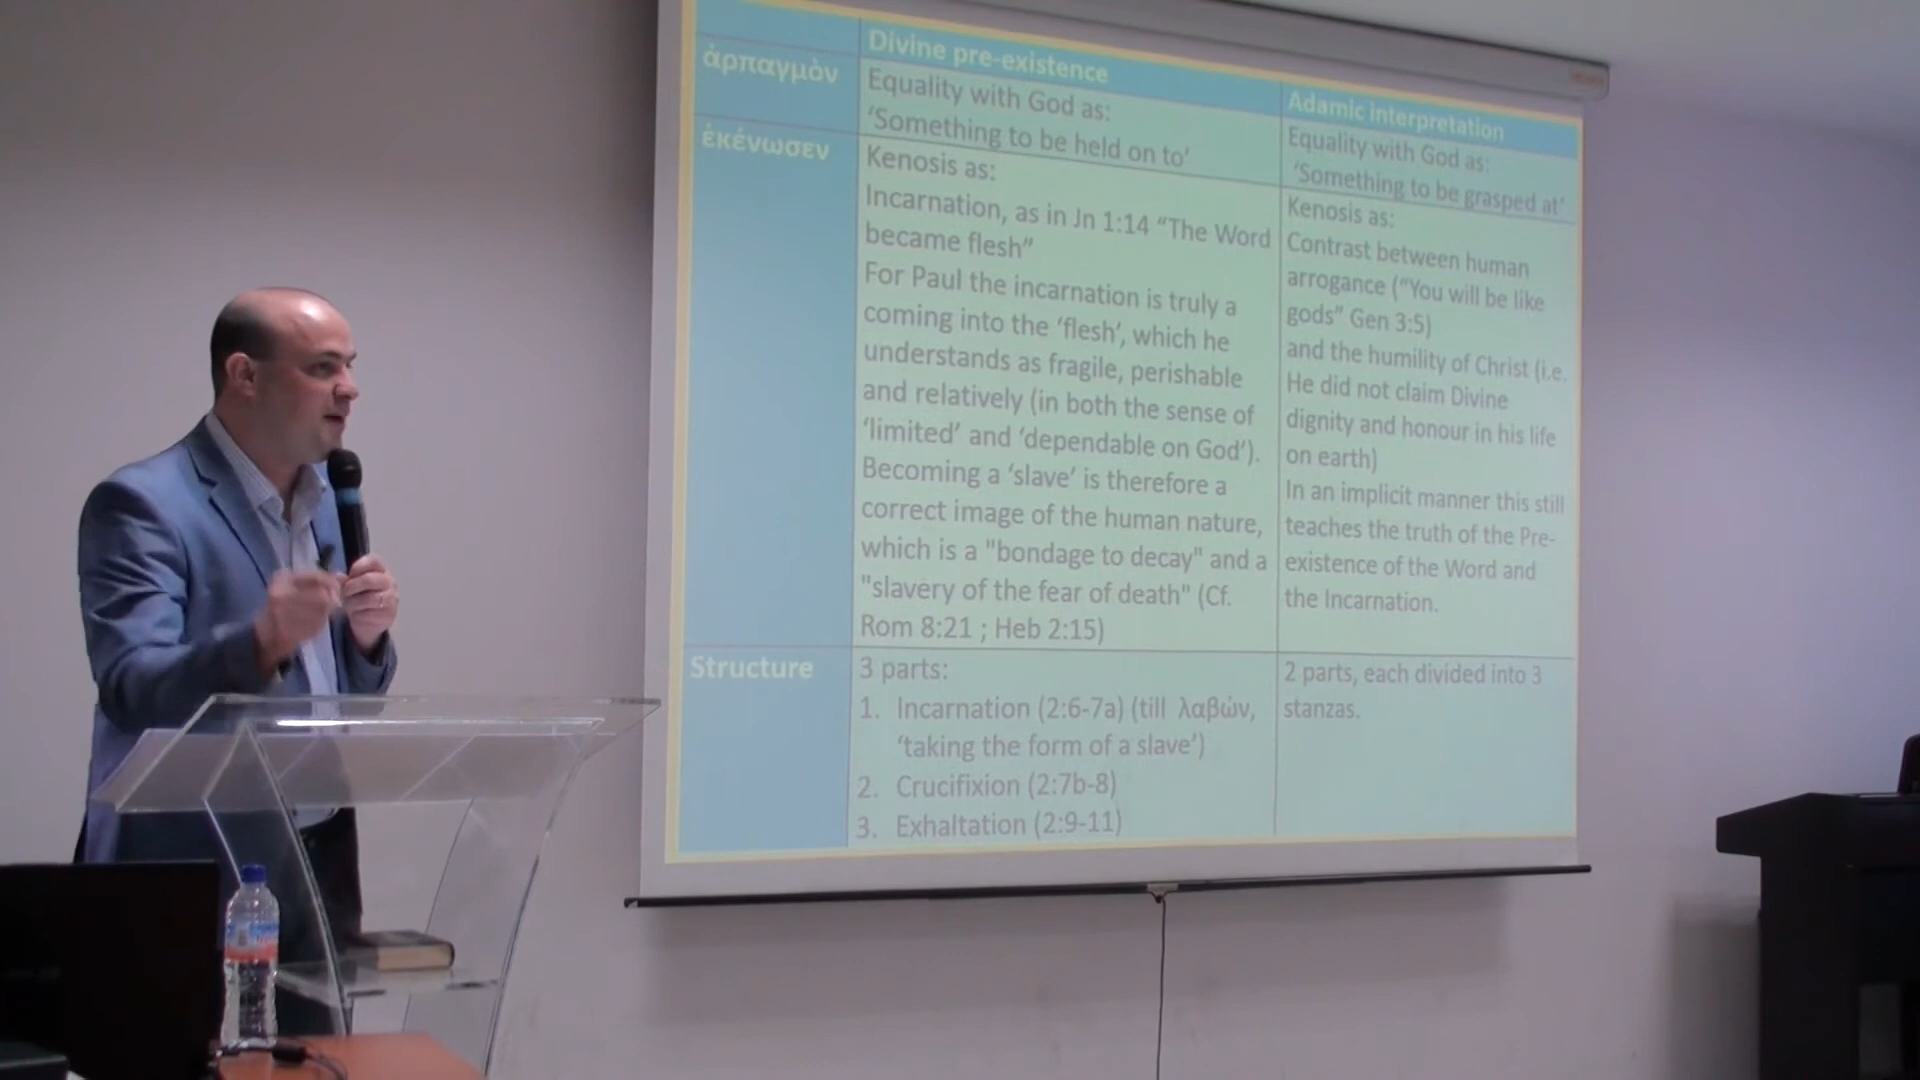 Divine pre-existence
Adamic interpretation
ἁρπαγμὸν
Equality with God as:
‘Something to be held on to’
Equality with God as:
‘Something to be grasped at’
ἐκένωσεν
Kenosis as:
Incarnation, as in Jn 1:14 “The Word
became flesh”
For Paul the incarnation is truly a
coming into the ‘flesh’, which he
understands as fragile, perishable
and relatively (in both the sense of
‘limited’ and ‘dependable on God’).
Becoming a ‘slave’ is therefore a
correct image of the human nature,
which is a "bondage to decay" and a
"slavery of the fear of death" (Cf.
Rom 8:21 ; Heb 2:15)
Kenosis as:
Contrast between human
arrogance (“You will be like
gods” Gen 3:5)
and the humility of Christ (i.e.
He did not claim Divine
dignity and honour in his life
on earth)
In an implicit manner this still
teaches the truth of the Pre-
existence of the Word and
the Incarnation.
Structure
3 parts:
1. Incarnation (2:6-7a) (till λαβών,
‘taking the form of a slave’)
2. Crucifixion (2:7b-8)
3. Exhaltation (2:9-11)
2 parts, each divided into 3
stanzas.